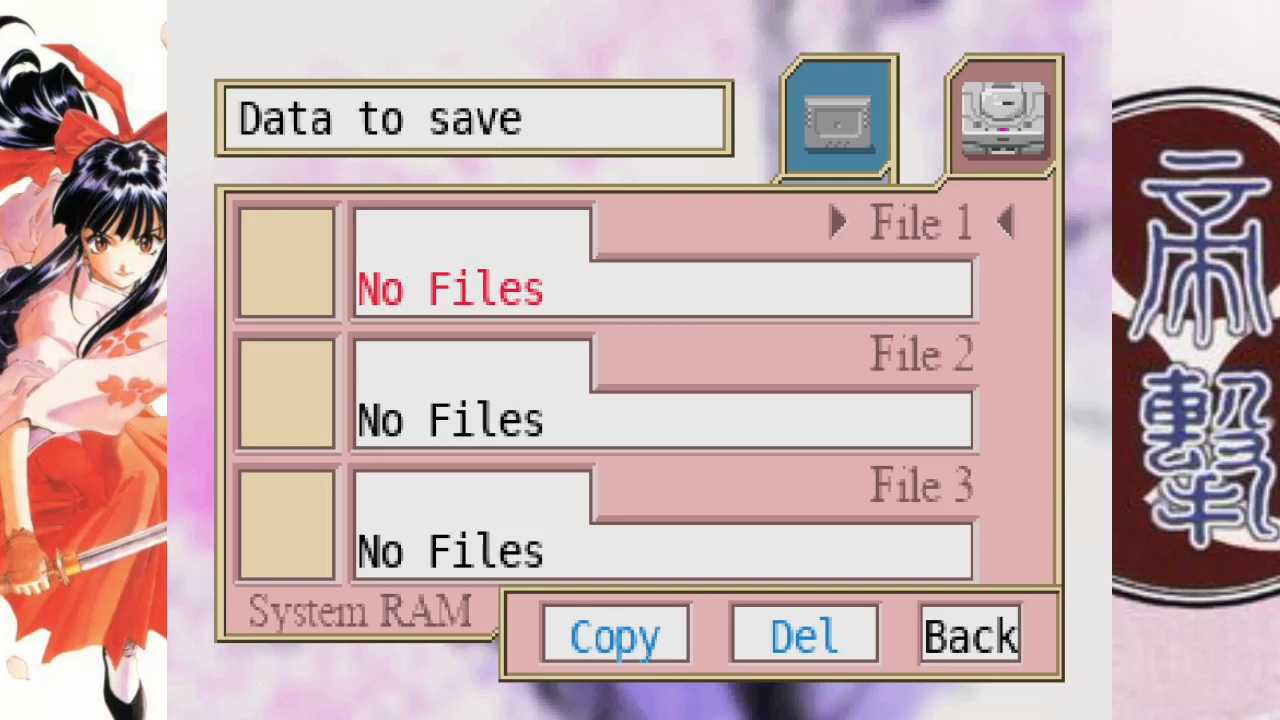 Data to save
File 1
No Files
File 2
No Files
File 3
No Files
System RAM
Copy Del Back
帝
撃